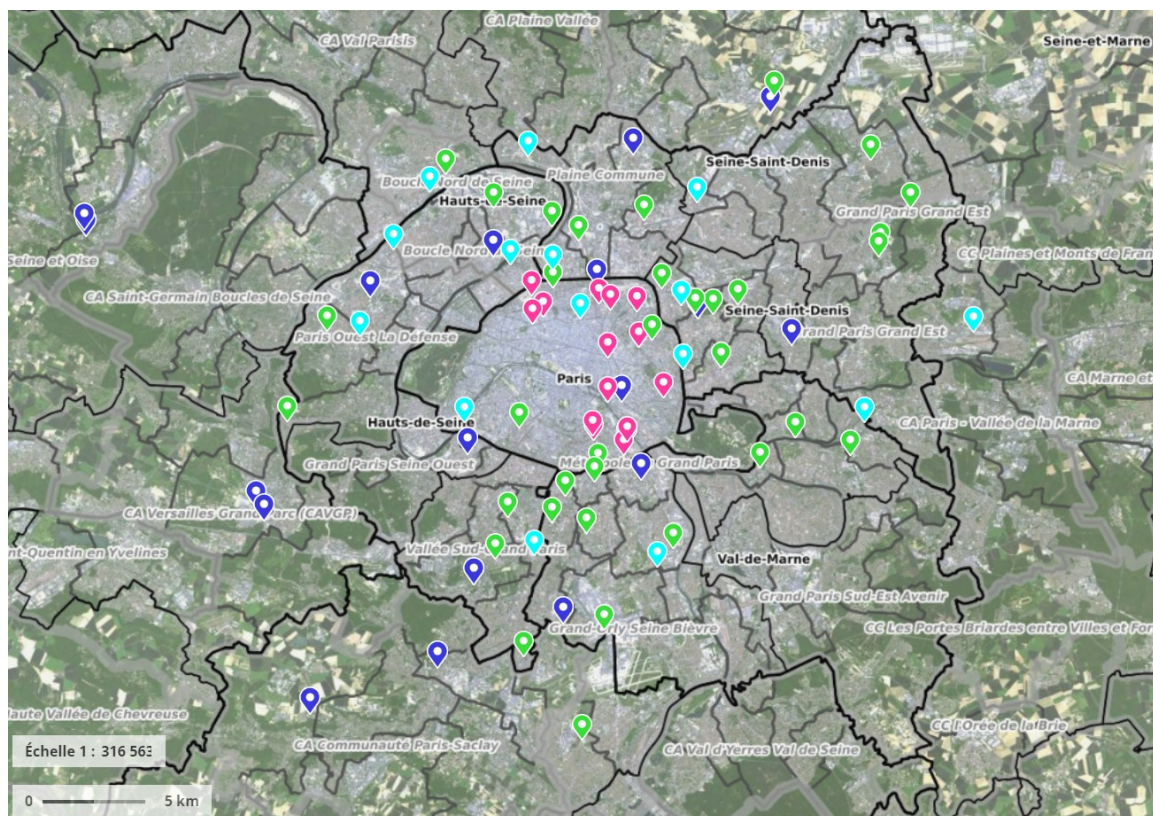 CA Plaine Vallée
CA Val Parisis
Seine-et-Marne
Seine-Saint-Denis
Plaine Commune
Boucle Nord de Seine
Hauts-de-Seine
Grand Paris Grand Est
Boucle Nord de Seine
CC Plaines et Monts de Fran
Seine et Oise
CA Saint-Germain Boucles de Seine
Seine-Saint-Denis
Grand Paris Grand Est
Paris Ouest La Défense
Paris
CA Marne et
Hauts-de-Seine
CA Paris - Vallée de la Marne
Grand Paris Seine Ouest
Métropole du Grand Paris
CA Versailles Grand Parc (CAVGP)
nt-Quentin en Yvelines
Vallée Sud-Grand Paris
Val-de-Marne
Grand Paris Sud-Est Avenir
Grand-Orly Seine Bièvre
CC Les Portes Briardes entre Villes et For
Haute Vallée de Chevreuse
CC l'Orée de la Brie
CA Communauté Paris-Saclay
CA Val d'Yerres Val de Seine
Échelle 1 : 316 563
0 5 km